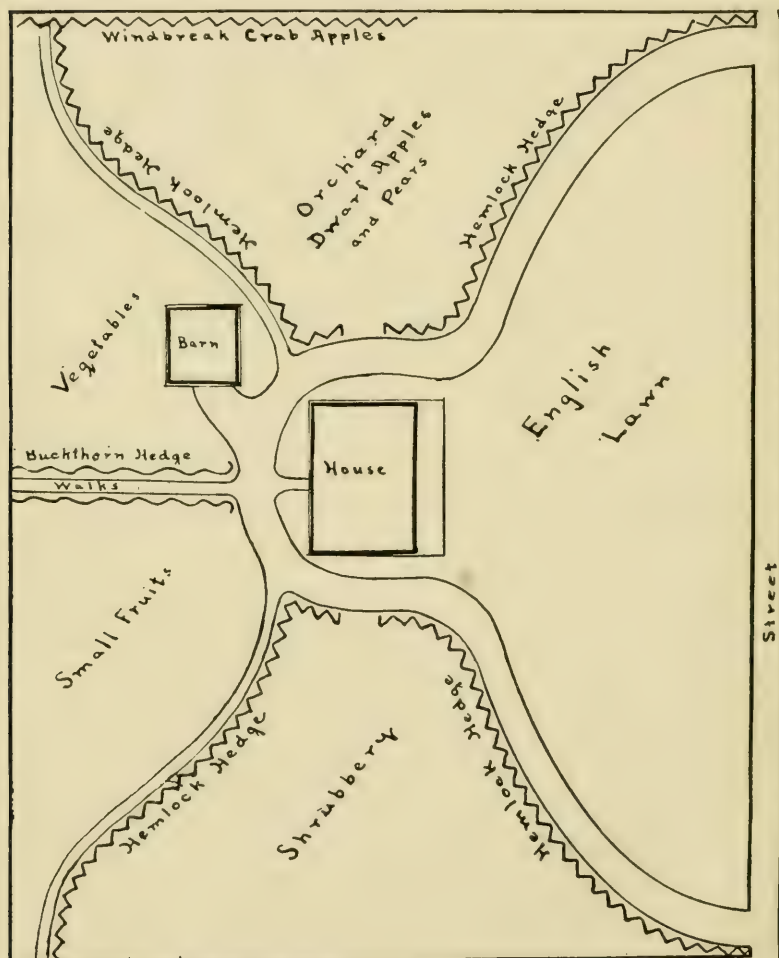 Windbreak Crab Apples
Hemlock Hedge
Orchard
Dwarf Apples
and Pears
Hemlock Hedge
Vegetables
Barn
English
Lawn
Buckthorn Hedge
Walks
House
Street
Small Fruits
Hemlock Hedge
Shrubbery
Hemlock Hedge